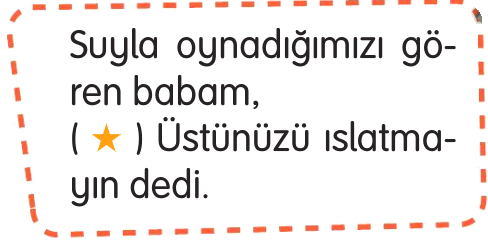 Suyla oynadığımızı gö-
ren babam,
( ★ ) Üstünüzü ıslatma-
yın dedi.